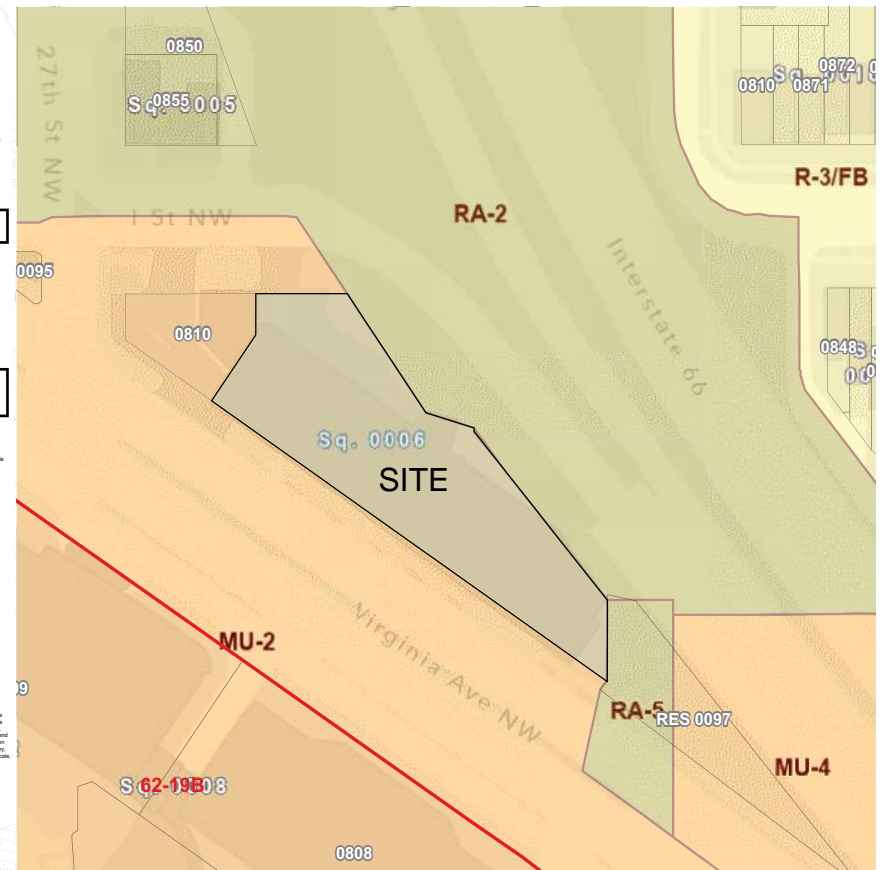 0850
27th St NW
0855
Sq. 0005
0872
0810
0871
R-3/FB
I St NW
RA-2
0095
Interstate 66
0810
0848
Sq. 0006
SITE
Virginia Ave NW
MU-2
RA-5
RES 0097
MU-4
62-19B
0808